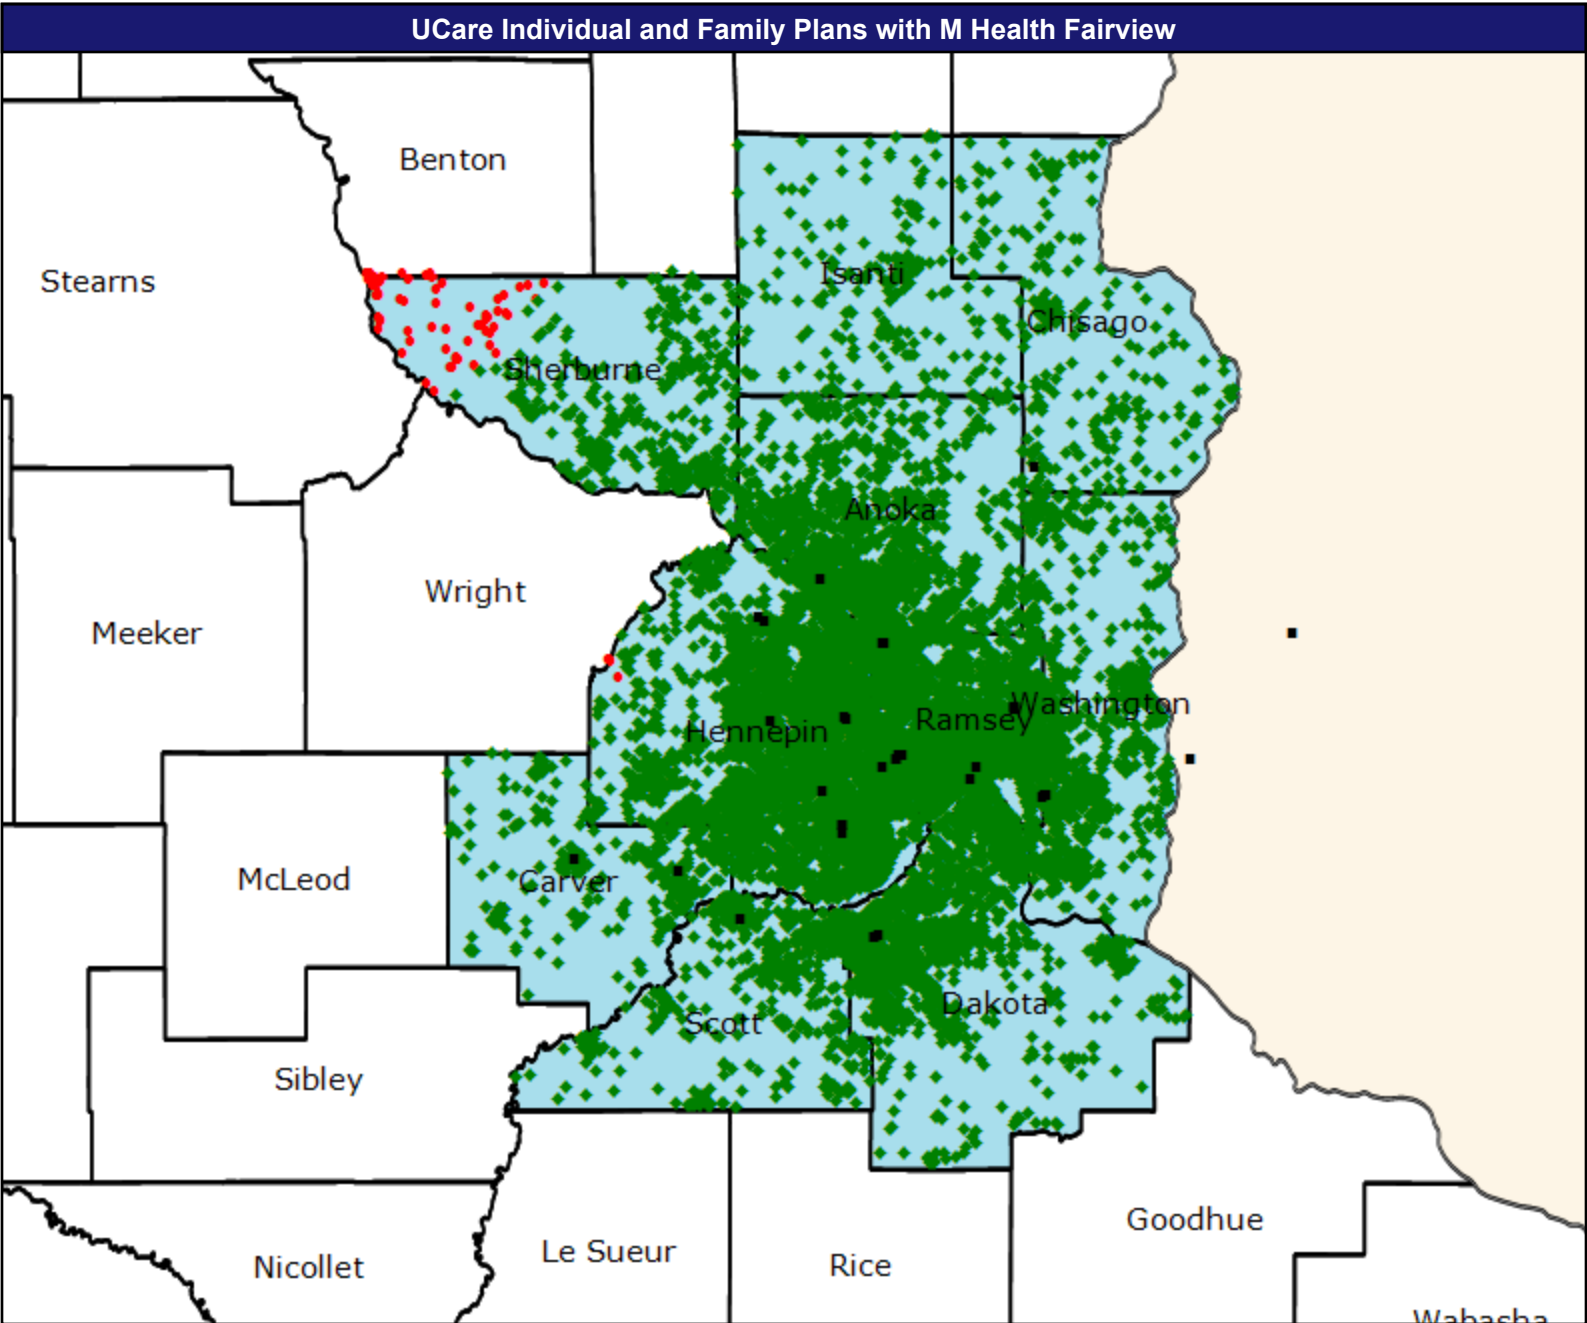 UCare Individual and Family Plans with M Health Fairview
Benton
Stearns
Isanti
Chisago
Sherburne
Anoka
Wright
Meeker
Washington
Ramsey
Hennepin
McLeod
Carver
Dakota
Scott
Sibley
Goodhue
Le Sueur
Rice
Nicollet
Wabasha